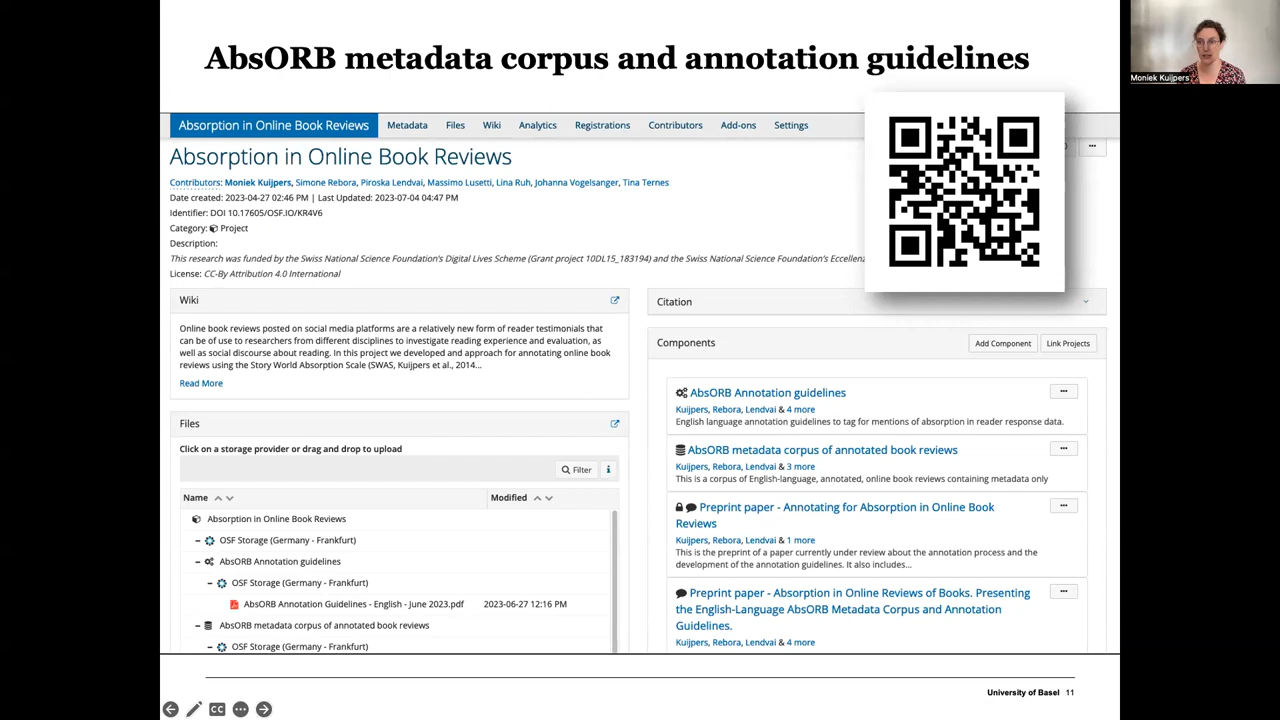 AbsORB metadata corpus and annotation guidelines
Moniek Kuijpers
Absorption in Online Book Reviews Metadata Files Wiki Analytics Registrations Contributors Add-ons Settings
Absorption in Online Book Reviews
Contributors: Moniek Kuijpers, Simone Rebora, Piroska Lendvai, Massimo Lusetti, Lina Ruh, Johanna Vogelsanger, Tina Ternes
Date created: 2023-04-27 02:46 PM | Last Updated: 2023-07-04 04:47 PM
Identifier: DOI 10.17605/OSF.IO/KR4V6
Category: Project
Description:
This research was funded by the Swiss National Science Foundation's Digital Lives Scheme (Grant project 10DL15_183194) and the Swiss National Science Foundation's Eccellenz
License: CC-By Attribution 4.0 International
Wiki
Online book reviews posted on social media platforms are a relatively new form of reader testimonials that
can be of use to researchers from different disciplines to investigate reading experience and evaluation, as
well as social discourse about reading. In this project we developed and approach for annotating online book
reviews using the Story World Absorption Scale (SWAS, Kuijpers et al., 2014...
Read More
Files
Click on a storage provider or drag and drop to upload
Filter
Name Modified
Absorption in Online Book Reviews
OSF Storage (Germany - Frankfurt)
AbsORB Annotation guidelines
OSF Storage (Germany - Frankfurt)
AbsORB Annotation Guidelines - English - June 2023.pdf 2023-06-27 12:16 PM
AbsORB metadata corpus of annotated book reviews
OSF Storage (Germany - Frankfurt)
Citation
Components Add Component Link Projects
AbsORB Annotation guidelines
Kuijpers, Rebora, Lendvai & 4 more
English language annotation guidelines to tag for mentions of absorption in reader response data.
AbsORB metadata corpus of annotated book reviews
Kuijpers, Rebora, Lendvai & 3 more
This is a corpus of English-language, annotated, online book reviews containing metadata only
Preprint paper - Annotating for Absorption in Online Book
Reviews
Kuijpers, Rebora, Lendvai & 1 more
This is the preprint of a paper currently under review about the annotation process and the
development of the annotation guidelines. It also includes...
Preprint paper - Absorption in Online Reviews of Books. Presenting
the English-Language AbsORB Metadata Corpus and Annotation
Guidelines.
Kuijpers, Rebora, Lendvai & 4 more
University of Basel 11
CC